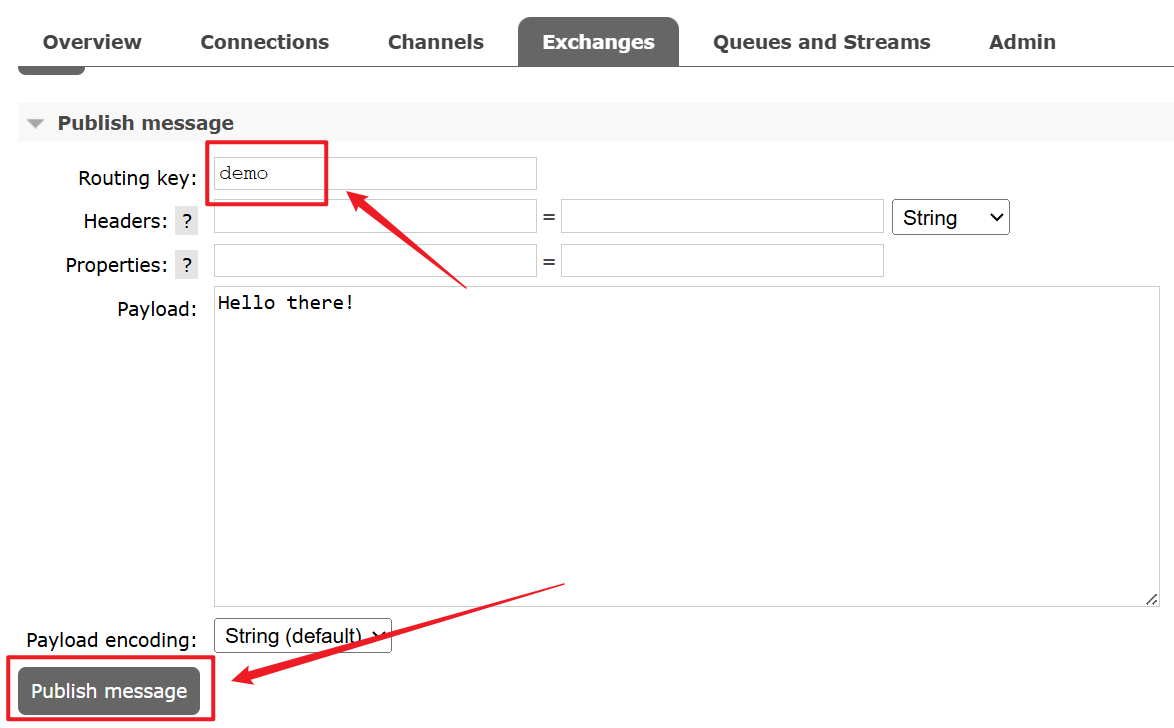 Overview Connections Channels Exchanges Queues and Streams Admin
Publish message
Routing key: demo
Headers: ? = String
Properties: ? =
Payload: Hello there!
Payload encoding: String (default)
Publish message